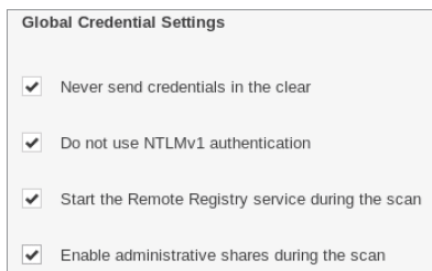 Global Credential Settings
Never send credentials in the clear
Do not use NTLMv1 authentication
Start the Remote Registry service during the scan
Enable administrative shares during the scan